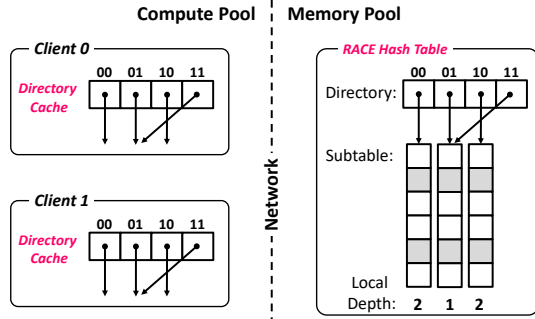 Compute Pool
Memory Pool
Client 0
00 01 10 11
Directory
Cache
Client 1
00 01 10 11
Directory
Cache
Network
RACE Hash Table
00 01 10 11
Directory:
Subtable:
Local
Depth: 2 1 2